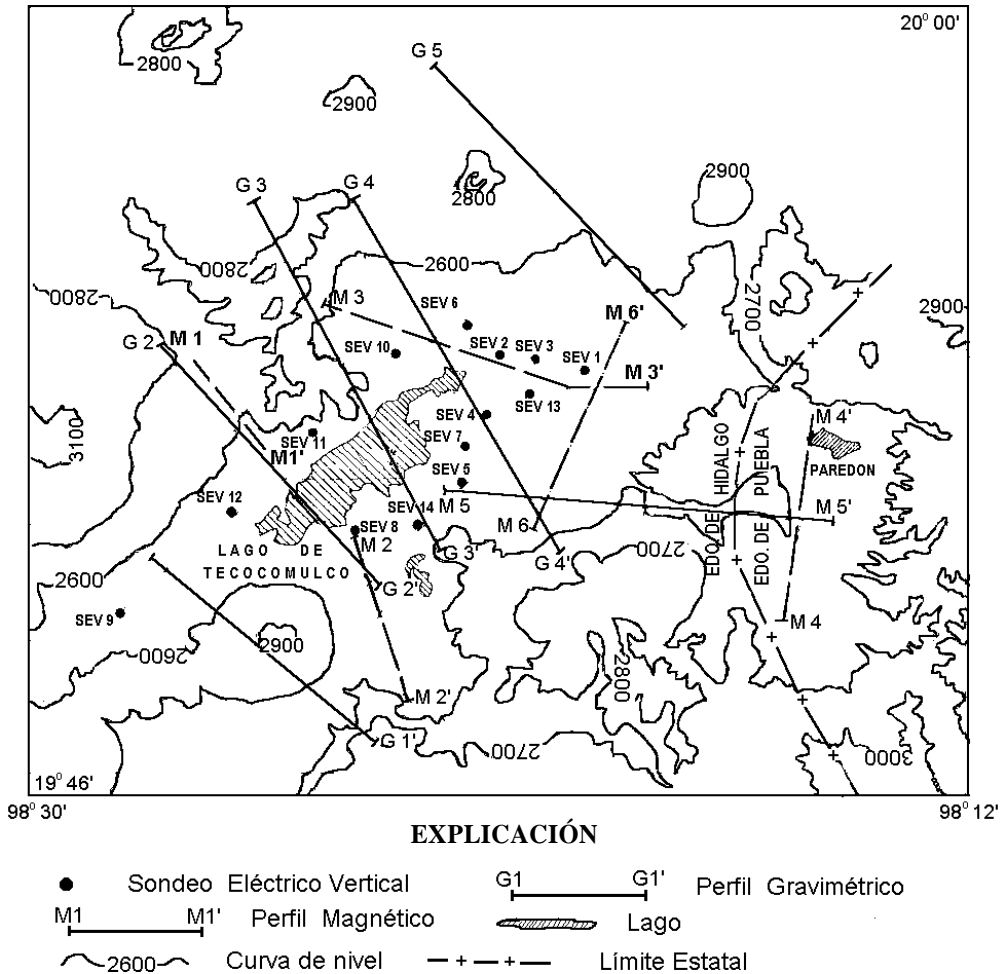 20° 00'
G 5
2800
2900
2900
G 3
G 4
2800
2800
2600
2800
M 3
SEV 6
2700
2900
M 6'
G 2
M 1
SEV 10
SEV 2
SEV 3
SEV 1
M 3'
SEV 13
SEV 4
M 4'
3100
SEV 11
M1'
SEV 7
EDO. DE HIDALGO
EDO. DE PUEBLA
PAREDON
SEV 5
SEV 12
M 5
M 5'
SEV 14
SEV 8
M 6
M 2
G 3'
G 4'
2700
LAGO DE
TECOCOMULCO
G 2'
2600
SEV 9
M 4
2900
2600
2800
M 2'
G 1'
2700
3000
19° 46'
98° 30'
98° 12'
EXPLICACIÓN
Sondeo Eléctrico Vertical
G1 G1' Perfil Gravimétrico
M1 M1' Perfil Magnético
Lago
2600 Curva de nivel
Límite Estatal